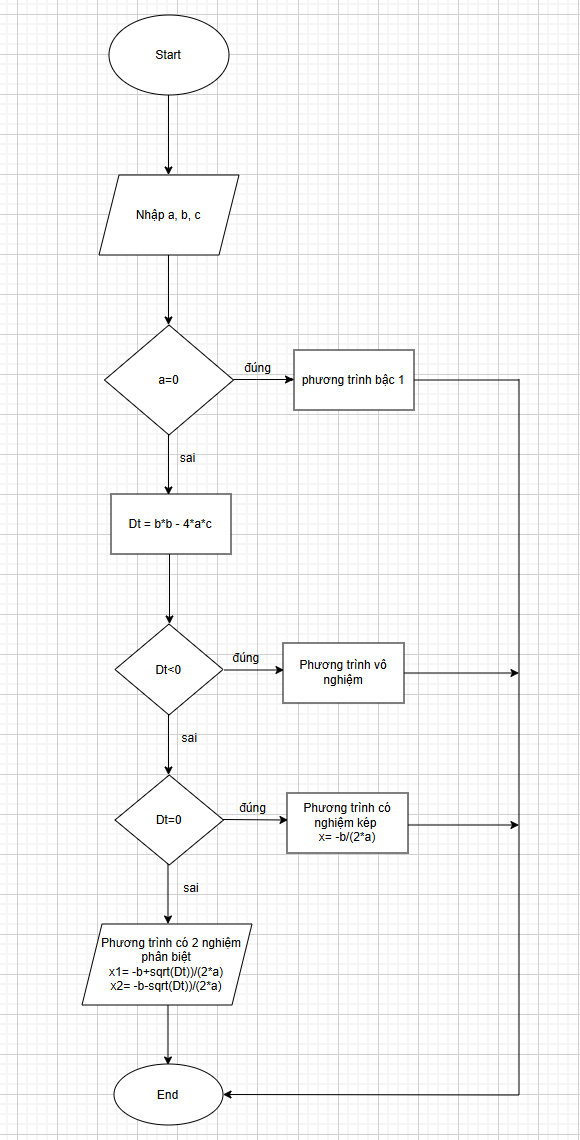 Start
Nhập a, b, c
a=0
đúng
phương trình bậc 1
sai
Dt = b*b - 4*a*c
Dt<0
đúng
Phương trình vô
nghiệm
sai
Dt=0
đúng
Phương trình có
nghiệm kép
x= -b/(2*a)
sai
Phương trình có 2 nghiệm
phân biệt
x1= -b+sqrt(Dt))/(2*a)
x2= -b-sqrt(Dt))/(2*a)
End